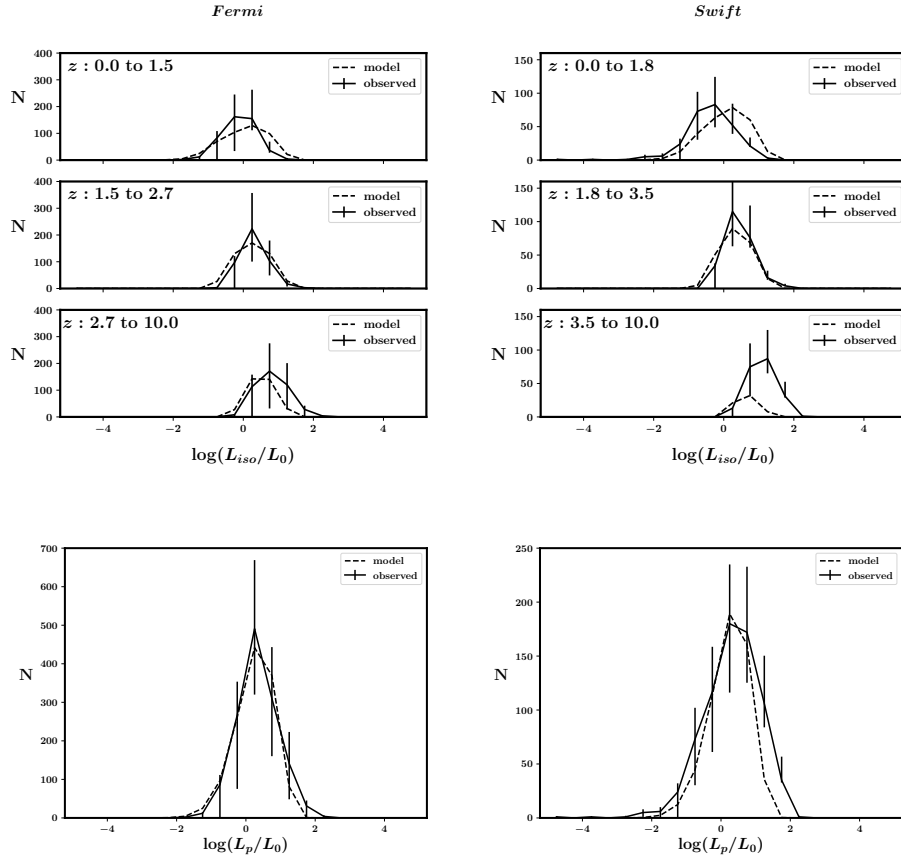 Fermi
Swift
z : 0.0 to 1.5
model
observed
N
400
300
200
100
0
z : 0.0 to 1.8
model
observed
N
150
100
50
0
z : 1.5 to 2.7
model
observed
N
400
300
200
100
0
z : 1.8 to 3.5
model
observed
N
150
100
50
0
z : 2.7 to 10.0
model
observed
N
400
300
200
100
0
−4 −2 0 2 4
log(L_{iso}/L_0)
z : 3.5 to 10.0
model
observed
N
150
100
50
0
−4 −2 0 2 4
log(L_{iso}/L_0)
model
observed
N
700
600
500
400
300
200
100
0
−4 −2 0 2 4
log(L_p/L_0)
model
observed
N
250
200
150
100
50
0
−4 −2 0 2 4
log(L_p/L_0)